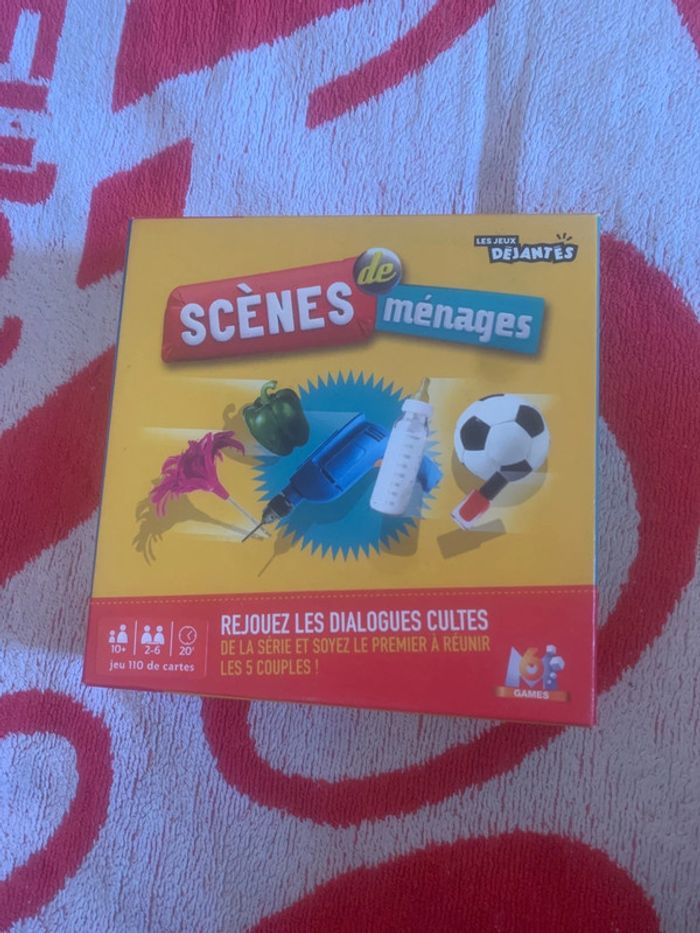 LES JEUX
DÉJANTÉS
SCÈNES de ménages
REJOUEZ LES DIALOGUES CULTES
DE LA SÉRIE ET SOYEZ LE PREMIER À RÉUNIR
LES 5 COUPLES !
10+ 2-6 20'
jeu 110 de cartes
M6
GAMES